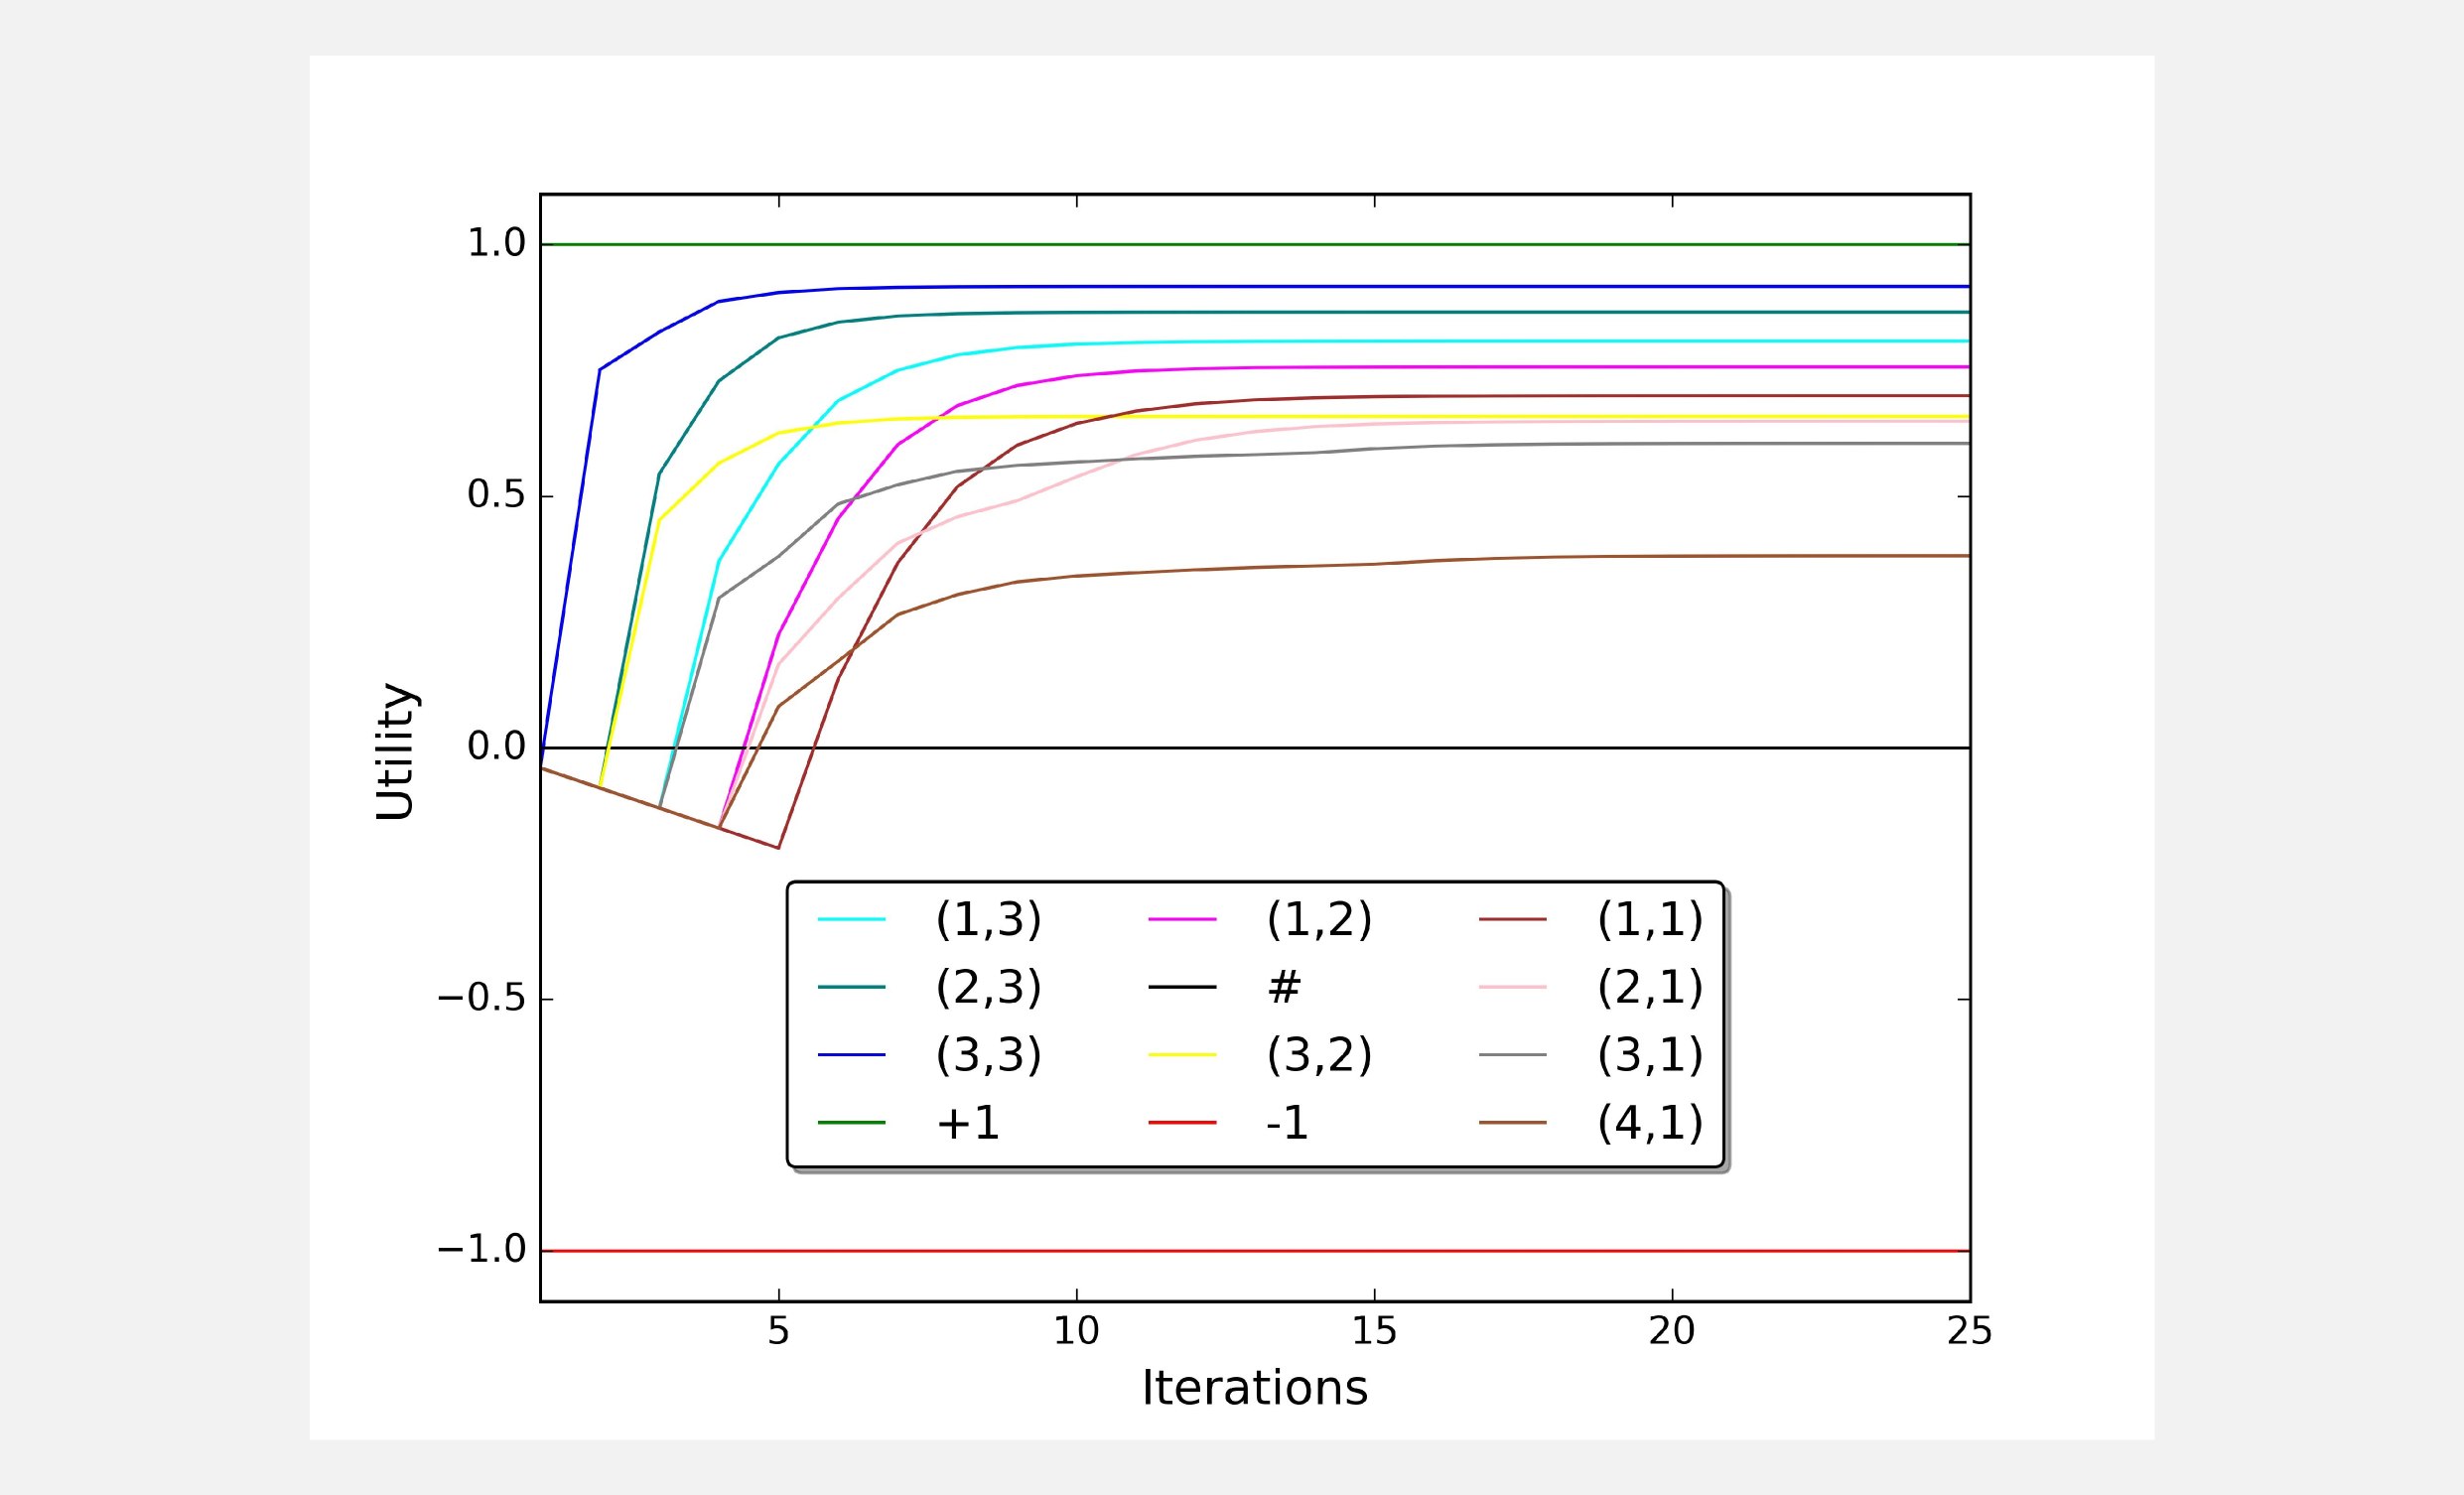 1.0
0.5
0.0
−0.5
−1.0
Utility
(1,3) (1,2) (1,1)
(2,3) # (2,1)
(3,3) (3,2) (3,1)
+1 -1 (4,1)
5 10 15 20 25
Iterations